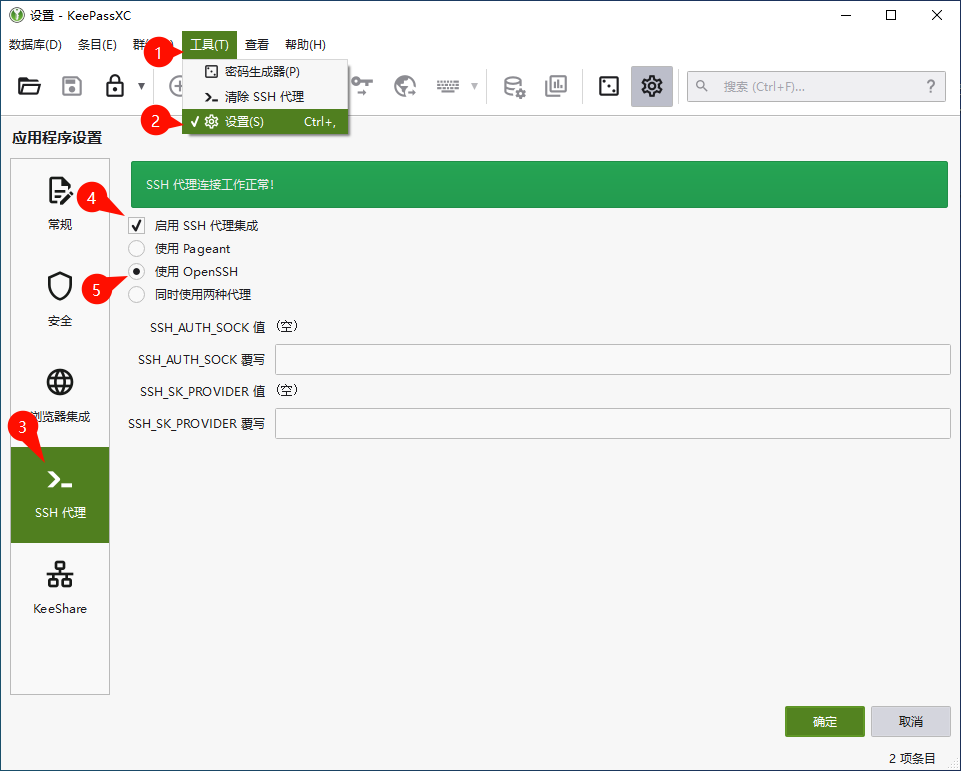 设置 - KeePassXC
数据库(D) 条目(E) 群 工具(T) 查看 帮助(H)
1
密码生成器(P)
清除 SSH 代理
2
设置(S) Ctrl+,
搜索 (Ctrl+F)... ?
应用程序设置
常规
安全
浏览器集成
3
SSH 代理
KeeShare
SSH 代理连接工作正常!
4
启用 SSH 代理集成
使用 Pageant
5
使用 OpenSSH
同时使用两种代理
SSH_AUTH_SOCK 值 (空)
SSH_AUTH_SOCK 覆写
SSH_SK_PROVIDER 值 (空)
SSH_SK_PROVIDER 覆写
确定 取消
2 项条目